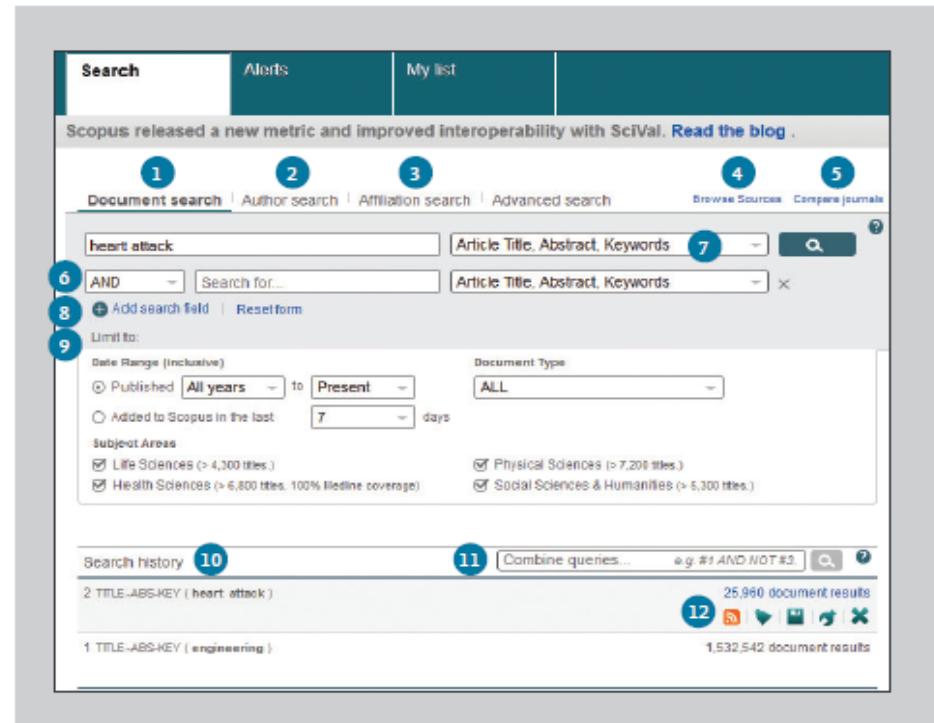 Search Alerts My list
Scopus released a new metric and improved interoperability with SciVal. Read the blog .
1 2 3 4 5
Document search Author search Affiliation search Advanced search Browse Sources Compare journals
heart attack Article Title, Abstract, Keywords 7
6 AND Search for... Article Title, Abstract, Keywords
8 Add search field Reset form
9 Limit to:
Date Range (inclusive) Document Type
Published All years to Present ALL
Added to Scopus in the last 7 days
Subject Areas
Life Sciences (> 4,300 titles.) Physical Sciences (> 7,200 titles.)
Health Sciences (> 6,800 titles. 100% Medline coverage) Social Sciences & Humanities (> 5,300 titles.)
Search history 10 11 Combine queries... e.g. #1 AND NOT #3.
2 TITLE-ABS-KEY ( heart attack ) 25,960 document results
12
1 TITLE-ABS-KEY ( engineering ) 1,532,542 document results